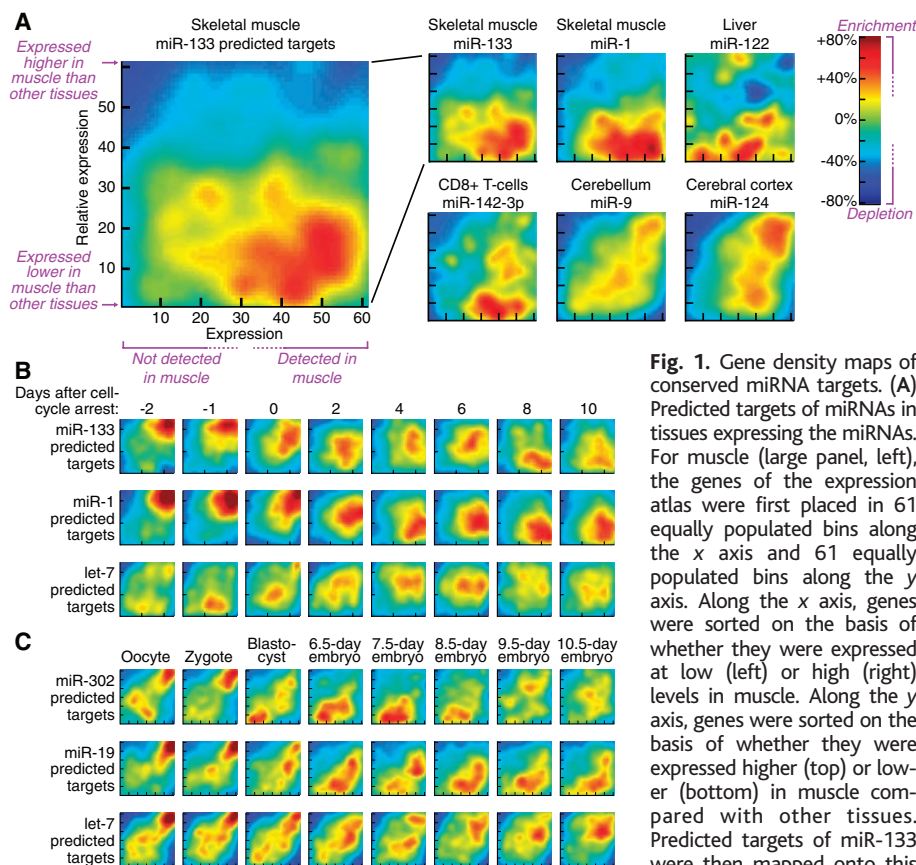 A
Skeletal muscle
miR-133 predicted targets
Expressed
higher in
muscle than
other tissues
50
40
30
20
10
Relative expression
Expressed
lower in
muscle than
other tissues
10 20 30 40 50 60
Expression
Not detected
in muscle
Detected in
muscle
Skeletal muscle
miR-133
Skeletal muscle
miR-1
Liver
miR-122
CD8+ T-cells
miR-142-3p
Cerebellum
miR-9
Cerebral cortex
miR-124
Enrichment
+80%
+40%
0%
-40%
-80%
Depletion
B
Days after cell-
cycle arrest:
-2 -1 0 2 4 6 8 10
miR-133
predicted
targets
miR-1
predicted
targets
let-7
predicted
targets
C
Oocyte
Zygote
Blasto-
cyst
6.5-day
embryo
7.5-day
embryo
8.5-day
embryo
9.5-day
embryo
10.5-day
embryo
miR-302
predicted
targets
miR-19
predicted
targets
let-7
predicted
targets
Fig. 1. Gene density maps of
conserved miRNA targets. (A)
Predicted targets of miRNAs in
tissues expressing the miRNAs.
For muscle (large panel, left),
the genes of the expression
atlas were first placed in 61
equally populated bins along
the x axis and 61 equally
populated bins along the y
axis. Along the x axis, genes
were sorted on the basis of
whether they were expressed
at low (left) or high (right)
levels in muscle. Along the y
axis, genes were sorted on the
basis of whether they were
expressed higher (top) or low-
er (bottom) in muscle com-
pared with other tissues.
Predicted targets of miR-133
were then mapped onto this